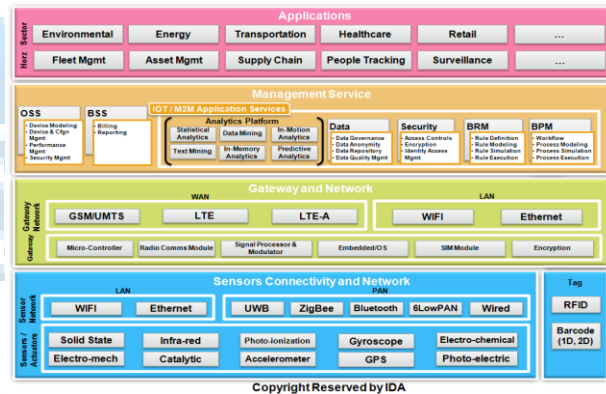 Applications
Sector
Environmental Energy Transportation Healthcare Retail ...
Horz
Fleet Mgmt Asset Mgmt Supply Chain People Tracking Surveillance ...
Management Service
OSS
• Device Modeling
• Device & Cfgn Mgmt
• Performance Mgmt
• Security Mgmt
BSS
• Billing
• Reporting
IOT / M2M Application Services
Analytics Platform
Statistical Analytics
Data Mining
In-Motion Analytics
Text Mining
In-Memory Analytics
Predictive Analytics
Data
• Data Governance
• Data Anonymity
• Data Repository
• Data Quality Mgmt
Security
• Access Controls
• Encryption
• Identity Access Mgmt
BRM
• Rule Definition
• Rule Modeling
• Rule Simulation
• Rule Execution
BPM
• Workflow
• Process Modeling
• Process Simulation
• Process Execution
Gateway and Network
Gateway Network
WAN
GSM/UMTS LTE LTE-A
LAN
WIFI Ethernet
Gateway
Micro-Controller
Radio Comms Module
Signal Processor & Modulator
Embedded/OS
SIM Module
Encryption
Sensors Connectivity and Network
Sensor Network
LAN
WIFI Ethernet
PAN
UWB ZigBee Bluetooth 6LowPAN Wired
Sensors / Actuators
Solid State Infra-red Photo-ionization Gyroscope Electro-chemical
Electro-mech Catalytic Accelerometer GPS Photo-electric
Tag
RFID
Barcode
(1D, 2D)
Copyright Reserved by IDA